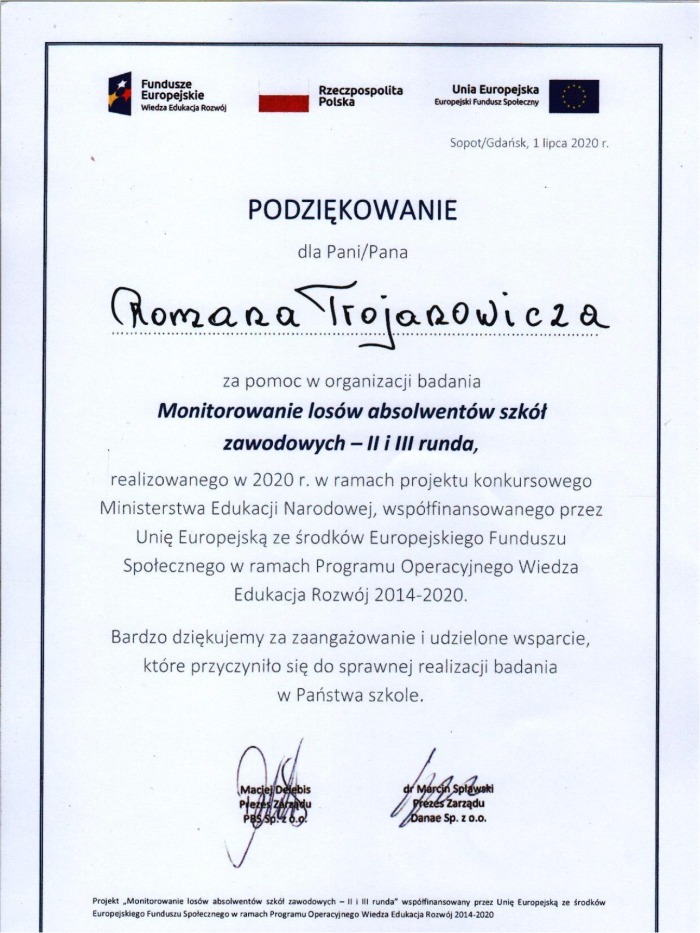 Fundusze
Europejskie
Wiedza Edukacja Rozwój
Rzeczpospolita
Polska
Unia Europejska
Europejski Fundusz Społeczny
Sopot/Gdańsk, 1 lipca 2020 r.
PODZIĘKOWANIE
dla Pani/Pana
Romana Trojanowicza
za pomoc w organizacji badania
Monitorowanie losów absolwentów szkół
zawodowych – II i III runda,
realizowanego w 2020 r. w ramach projektu konkursowego
Ministerstwa Edukacji Narodowej, współfinansowanego przez
Unię Europejską ze środków Europejskiego Funduszu
Społecznego w ramach Programu Operacyjnego Wiedza
Edukacja Rozwój 2014-2020.
Bardzo dziękujemy za zaangażowanie i udzielone wsparcie,
które przyczyniło się do sprawnej realizacji badania
w Państwa szkole.
Maciej Dębis
Prezes Zarządu
PBS Sp. z o.o.
dr Marcin Spławski
Prezes Zarządu
Danae Sp. z o.o.
Projekt „Monitorowanie losów absolwentów szkół zawodowych – II i III runda" współfinansowany przez Unię Europejską ze środków
Europejskiego Funduszu Społecznego w ramach Programu Operacyjnego Wiedza Edukacja Rozwój 2014-2020